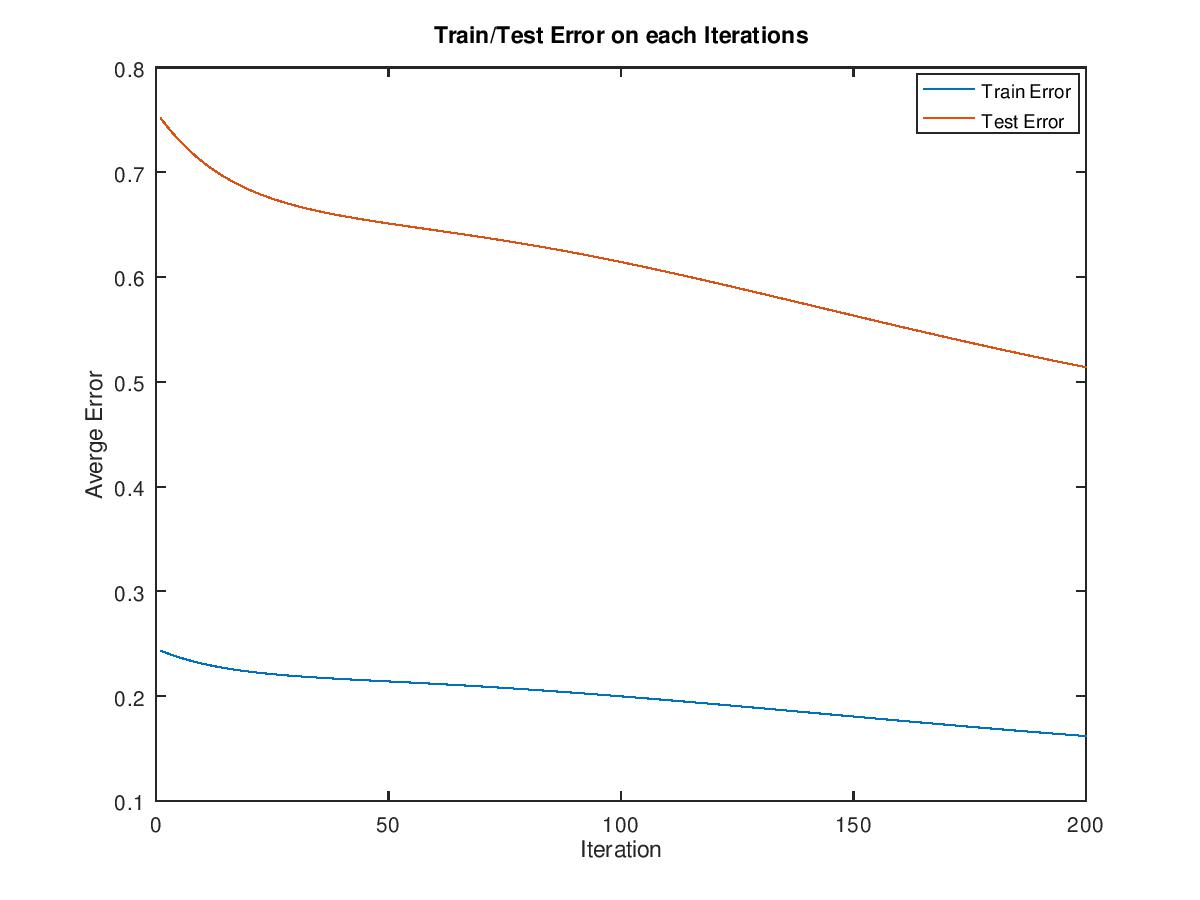 Train/Test Error on each Iterations
Train Error
Test Error
Averge Error
0.8
0.7
0.6
0.5
0.4
0.3
0.2
0.1
0 50 100 150 200
Iteration